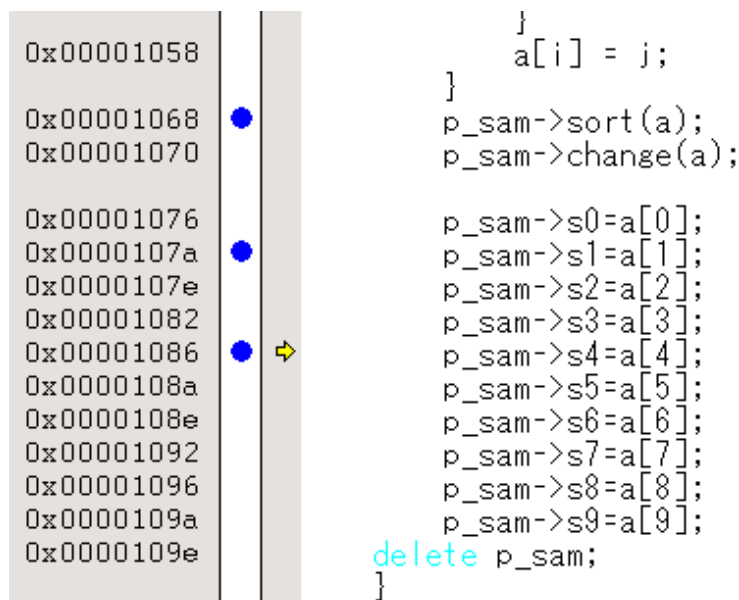 }
0x00001058 a[i] = j;
}
0x00001068 p_sam->sort(a);
0x00001070 p_sam->change(a);
0x00001076 p_sam->s0=a[0];
0x0000107a p_sam->s1=a[1];
0x0000107e p_sam->s2=a[2];
0x00001082 p_sam->s3=a[3];
0x00001086 p_sam->s4=a[4];
0x0000108a p_sam->s5=a[5];
0x0000108e p_sam->s6=a[6];
0x00001092 p_sam->s7=a[7];
0x00001096 p_sam->s8=a[8];
0x0000109a p_sam->s9=a[9];
0x0000109e delete p_sam;
}